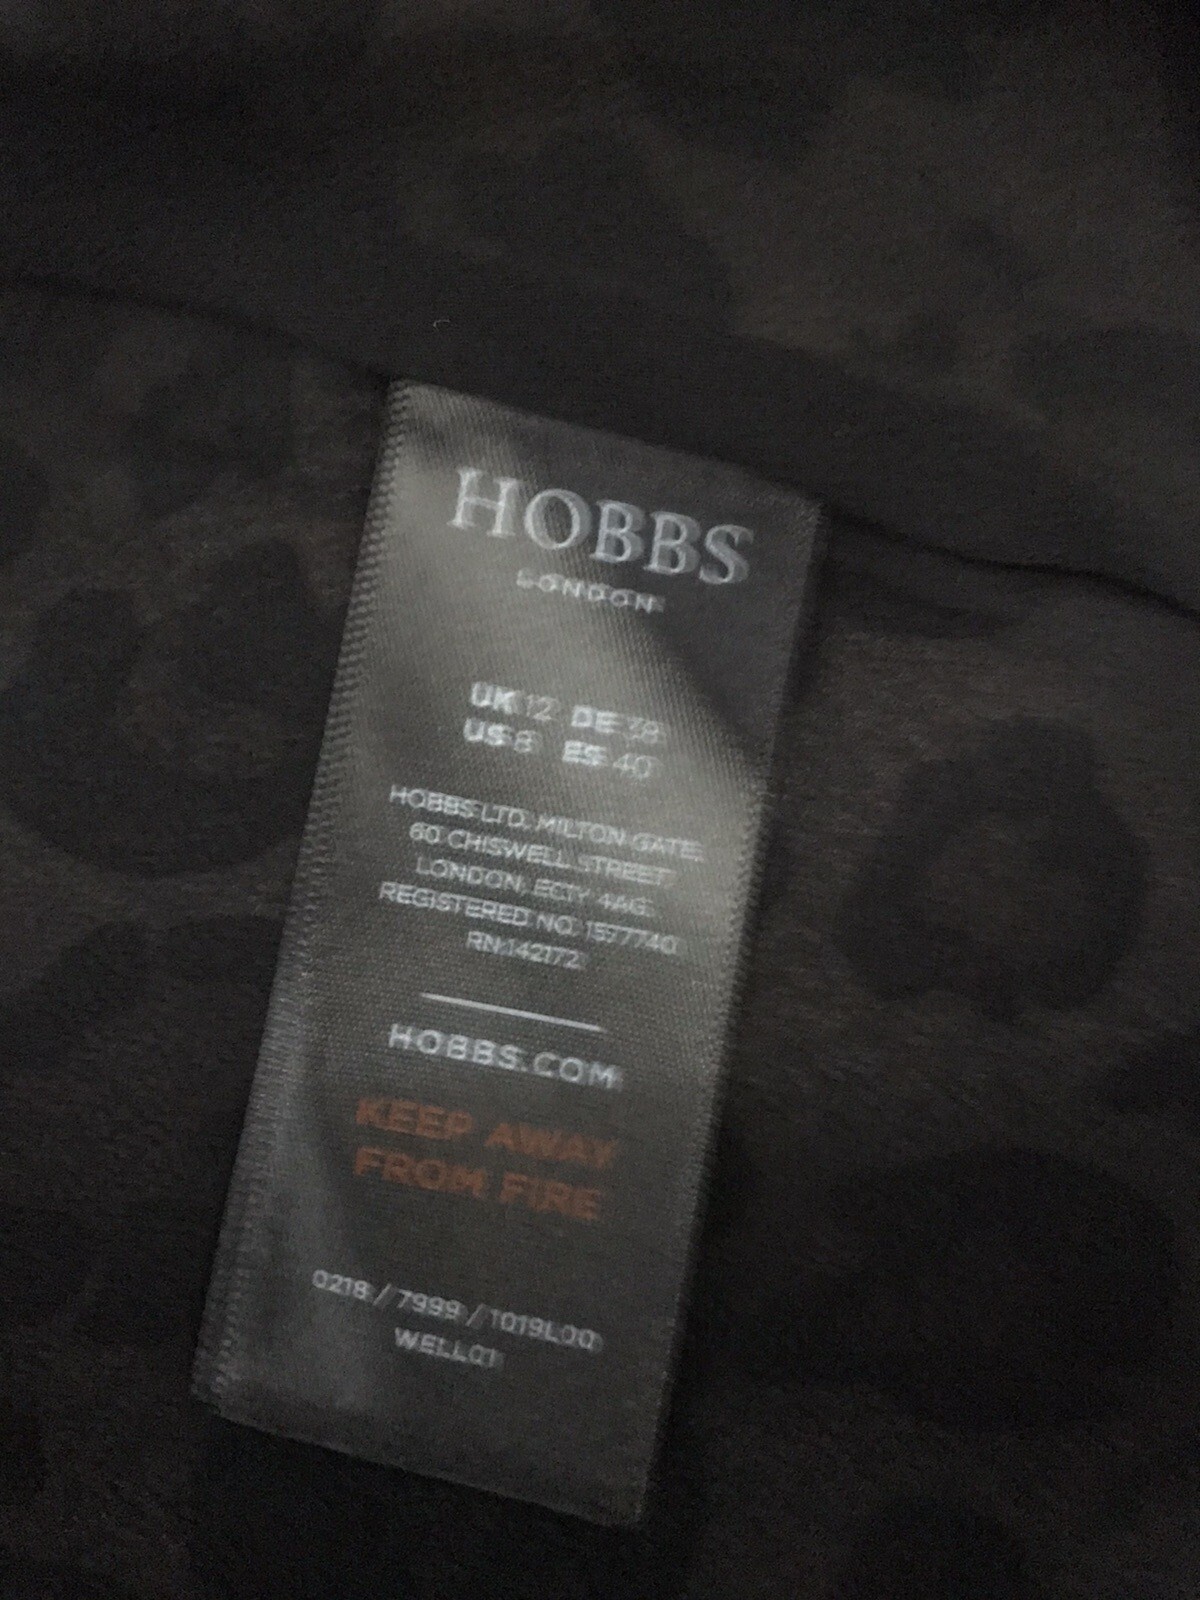 HOBBS
LONDON
UK 12 DE 38
US 8 ES 40
HOBBS LTD, MILTON GATE,
60 CHISWELL STREET
LONDON, EC1Y 4AG.
REGISTERED NO. 1577740
RN:142172
HOBBS.COM
KEEP AWAY
FROM FIRE
0218 / 7999 / 1019L00
WELL01